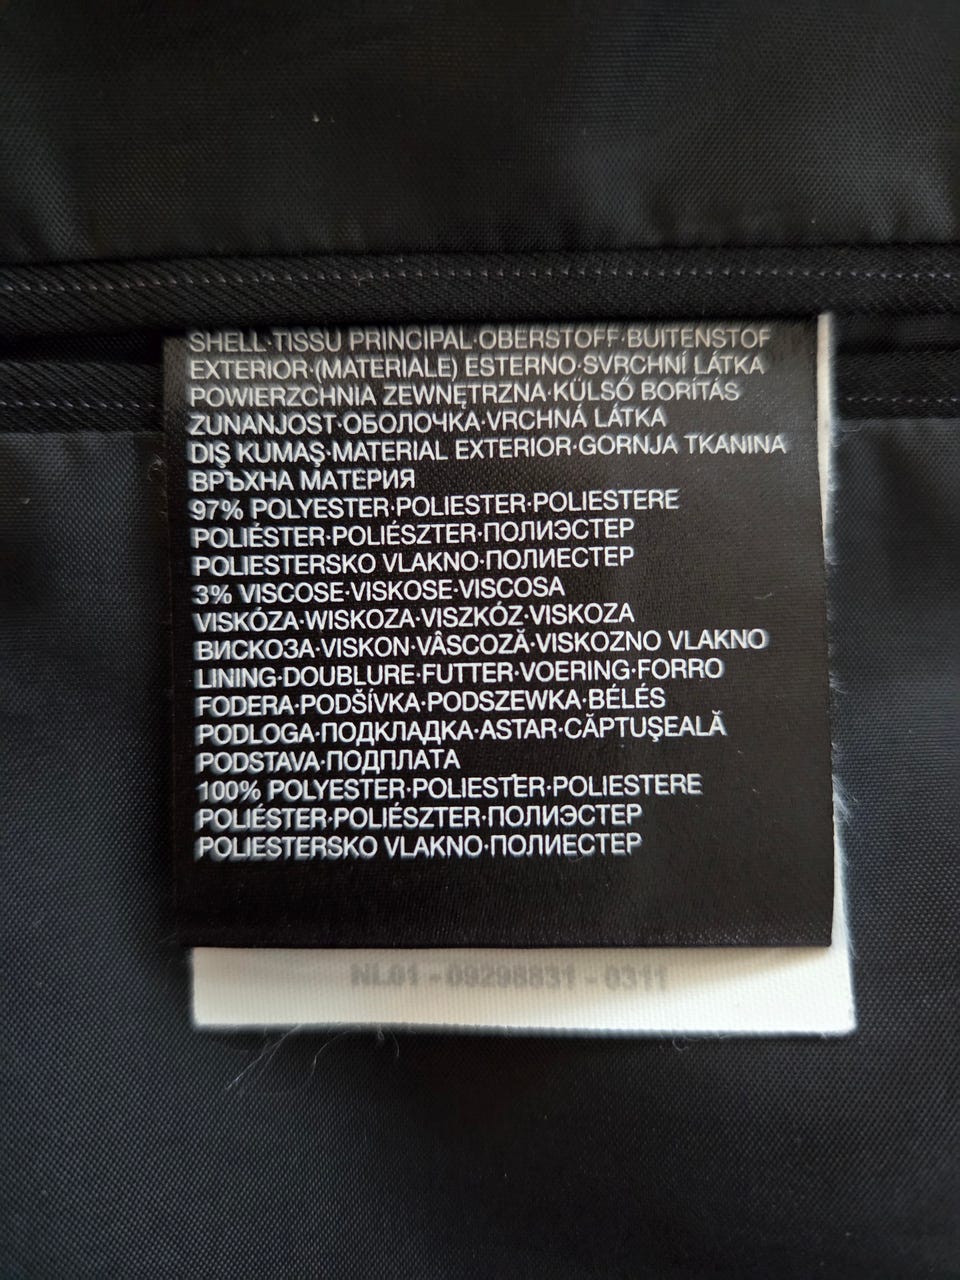 SHELL·TISSU PRINCIPAL·OBERSTOFF·BUITENSTOF
EXTERIOR·(MATERIALE) ESTERNO·SVRCHNÍ LÁTKA
POWIERZCHNIA ZEWNĘTRZNA·KÜLSŐ BORÍTÁS
ZUNANJOST·ОБОЛОЧКА·VRCHNÁ LÁTKA
DIŞ KUMAŞ·MATERIAL EXTERIOR·GORNJA TKANINA
ВРЪХНА МАТЕРИЯ
97% POLYESTER·POLIESTER·POLIESTERE
POLIÉSTER·POLIÉSZTER·ПОЛИЭСТЕР
POLIESTERSKO VLAKNO·ПОЛИЕСТЕР
3% VISCOSE·VISKOSE·VISCOSA
VISKÓZA·WISKOZA·VISZKÓZ·VISKOZA
ВИСКОЗА·VISKON·VÂSCOZĂ·VISKOZNO VLAKNO
LINING·DOUBLURE·FUTTER·VOERING·FORRO
FODERA·PODŠÍVKA·PODSZEWKA·BÉLÉS
PODLOGA·ПОДКЛАДКА·ASTAR·CĂPTUŞEALĂ
PODSTAVA·ПОДПЛАТА
100% POLYESTER·POLIESTER·POLIESTERE
POLIÉSTER·POLIÉSZTER·ПОЛИЭСТЕР
POLIESTERSKO VLAKNO·ПОЛИЕСТЕР
NL01 - 09298831 - 0311